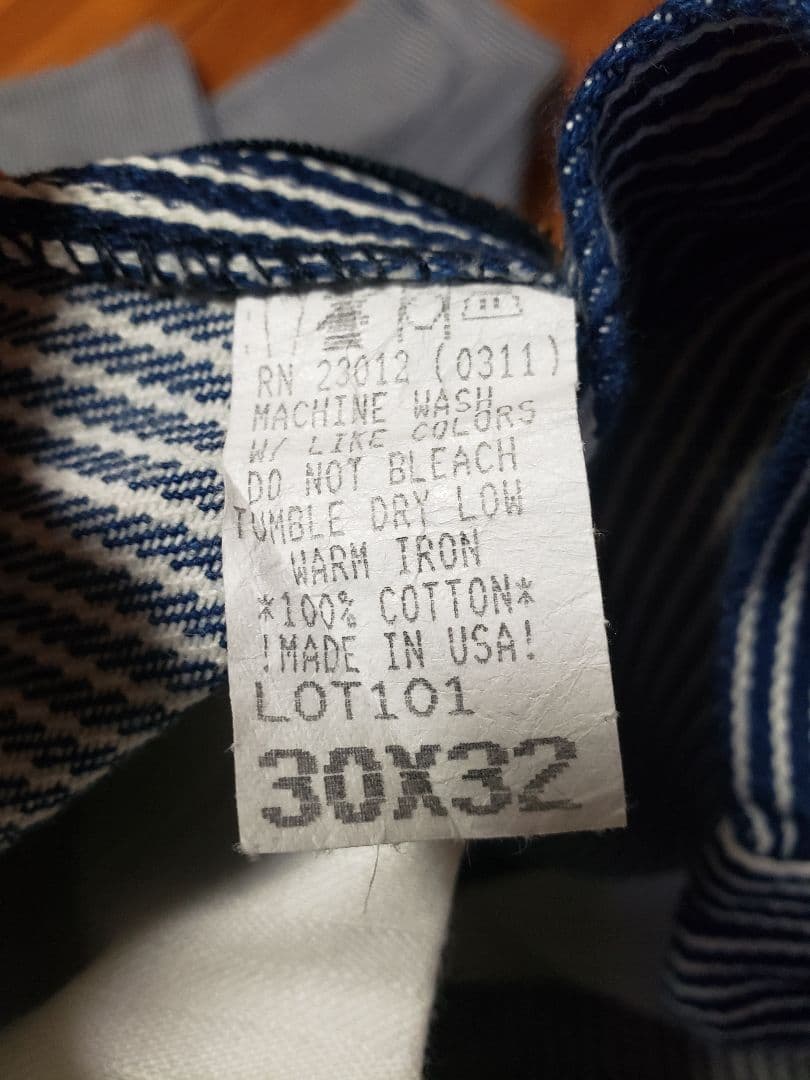 RN 23012 (0311)
MACHINE WASH
W/ LIKE COLORS
DO NOT BLEACH
TUMBLE DRY LOW
WARM IRON
*100% COTTON*
!MADE IN USA!
LOT101
30X32